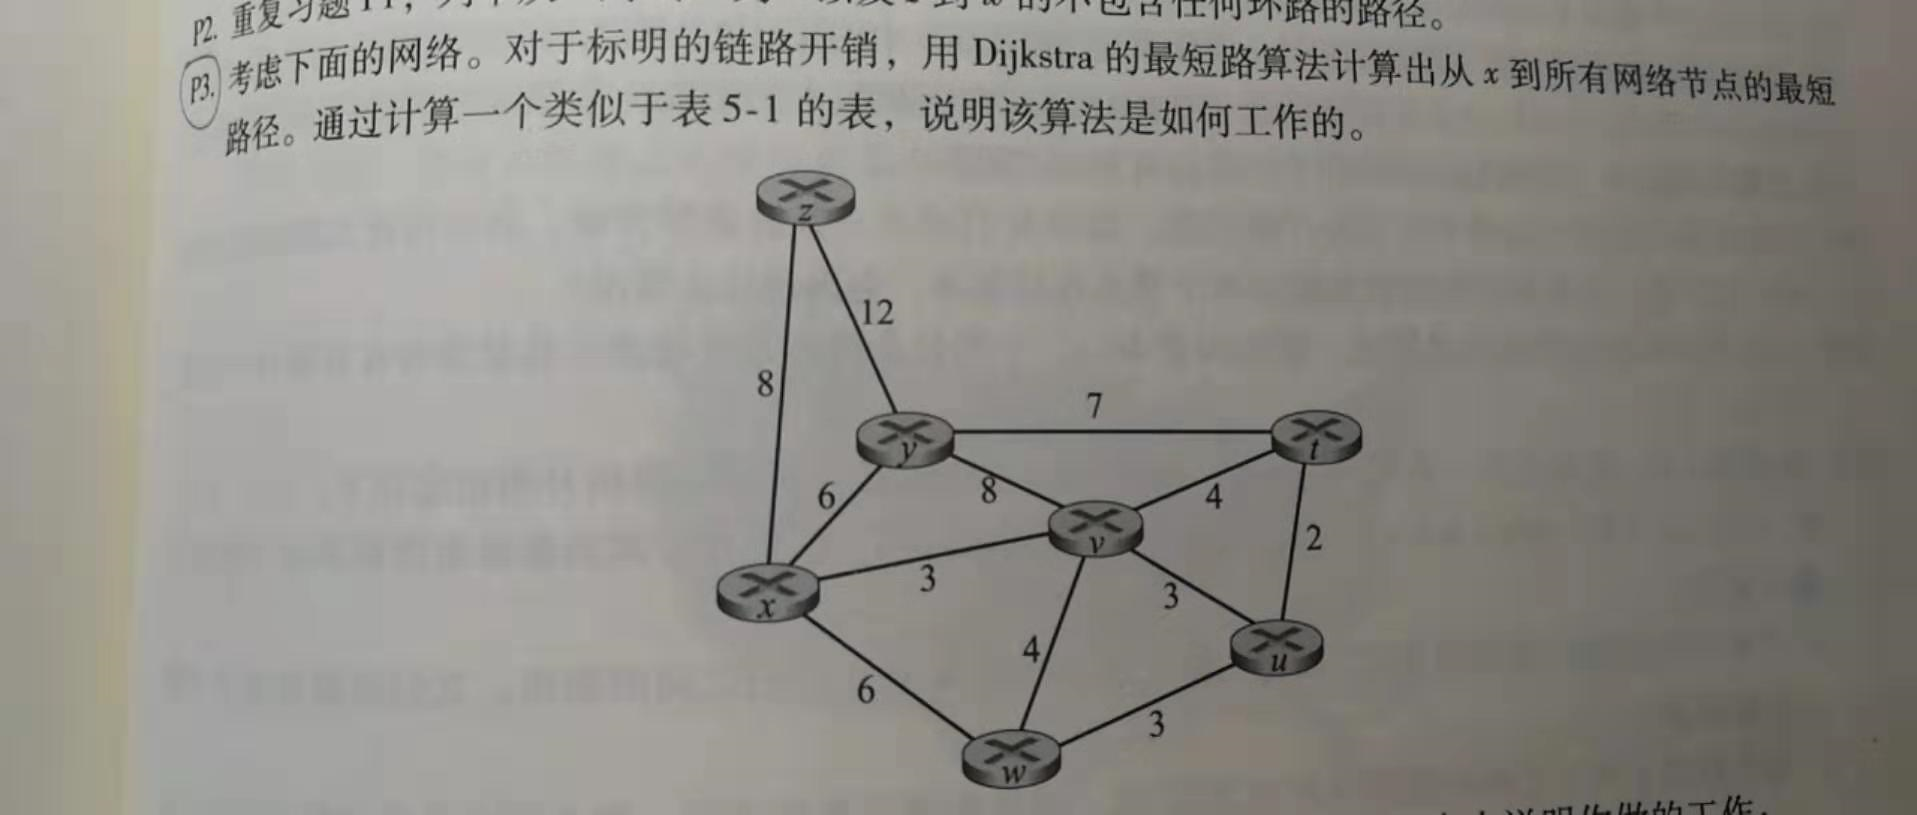 P2. 重复习题
的不包含任何环路的路径。
P3. 考虑下面的网络。对于标明的链路开销，用 Dijkstra 的最短路算法计算出从 x 到所有网络节点的最短
路径。通过计算一个类似于表 5-1 的表，说明该算法是如何工作的。
z
12
8
7
y
t
6
8
4
v
2
x
3
3
4
u
6
3
w
说明你做的工作：